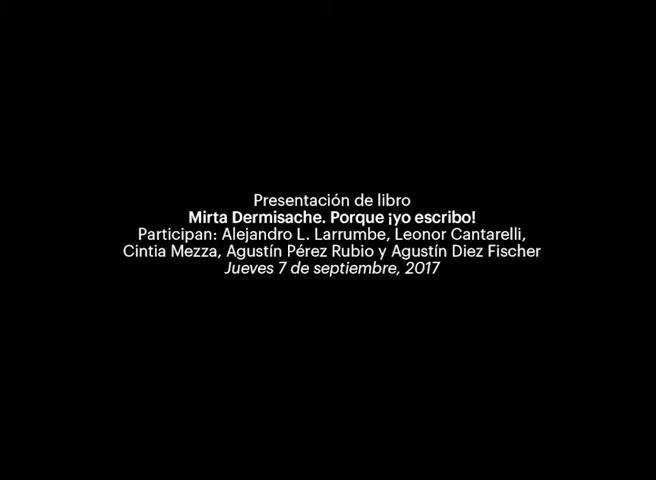 Presentación de libro
Mirta Dermisache. Porque ¡yo escribo!
Participan: Alejandro L. Larrumbe, Leonor Cantarelli,
Cintia Mezza, Agustín Pérez Rubio y Agustín Diez Fischer
Jueves 7 de septiembre, 2017